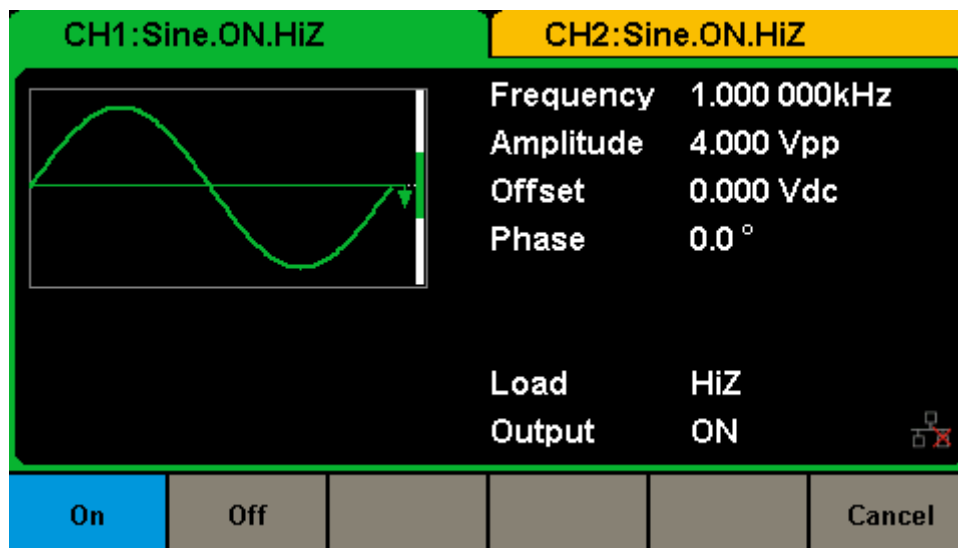 CH1:Sine.ON.HiZ
CH2:Sine.ON.HiZ
Frequency 1.000 000kHz
Amplitude 4.000 Vpp
Offset 0.000 Vdc
Phase 0.0 °
Load HiZ
Output ON
On Off Cancel